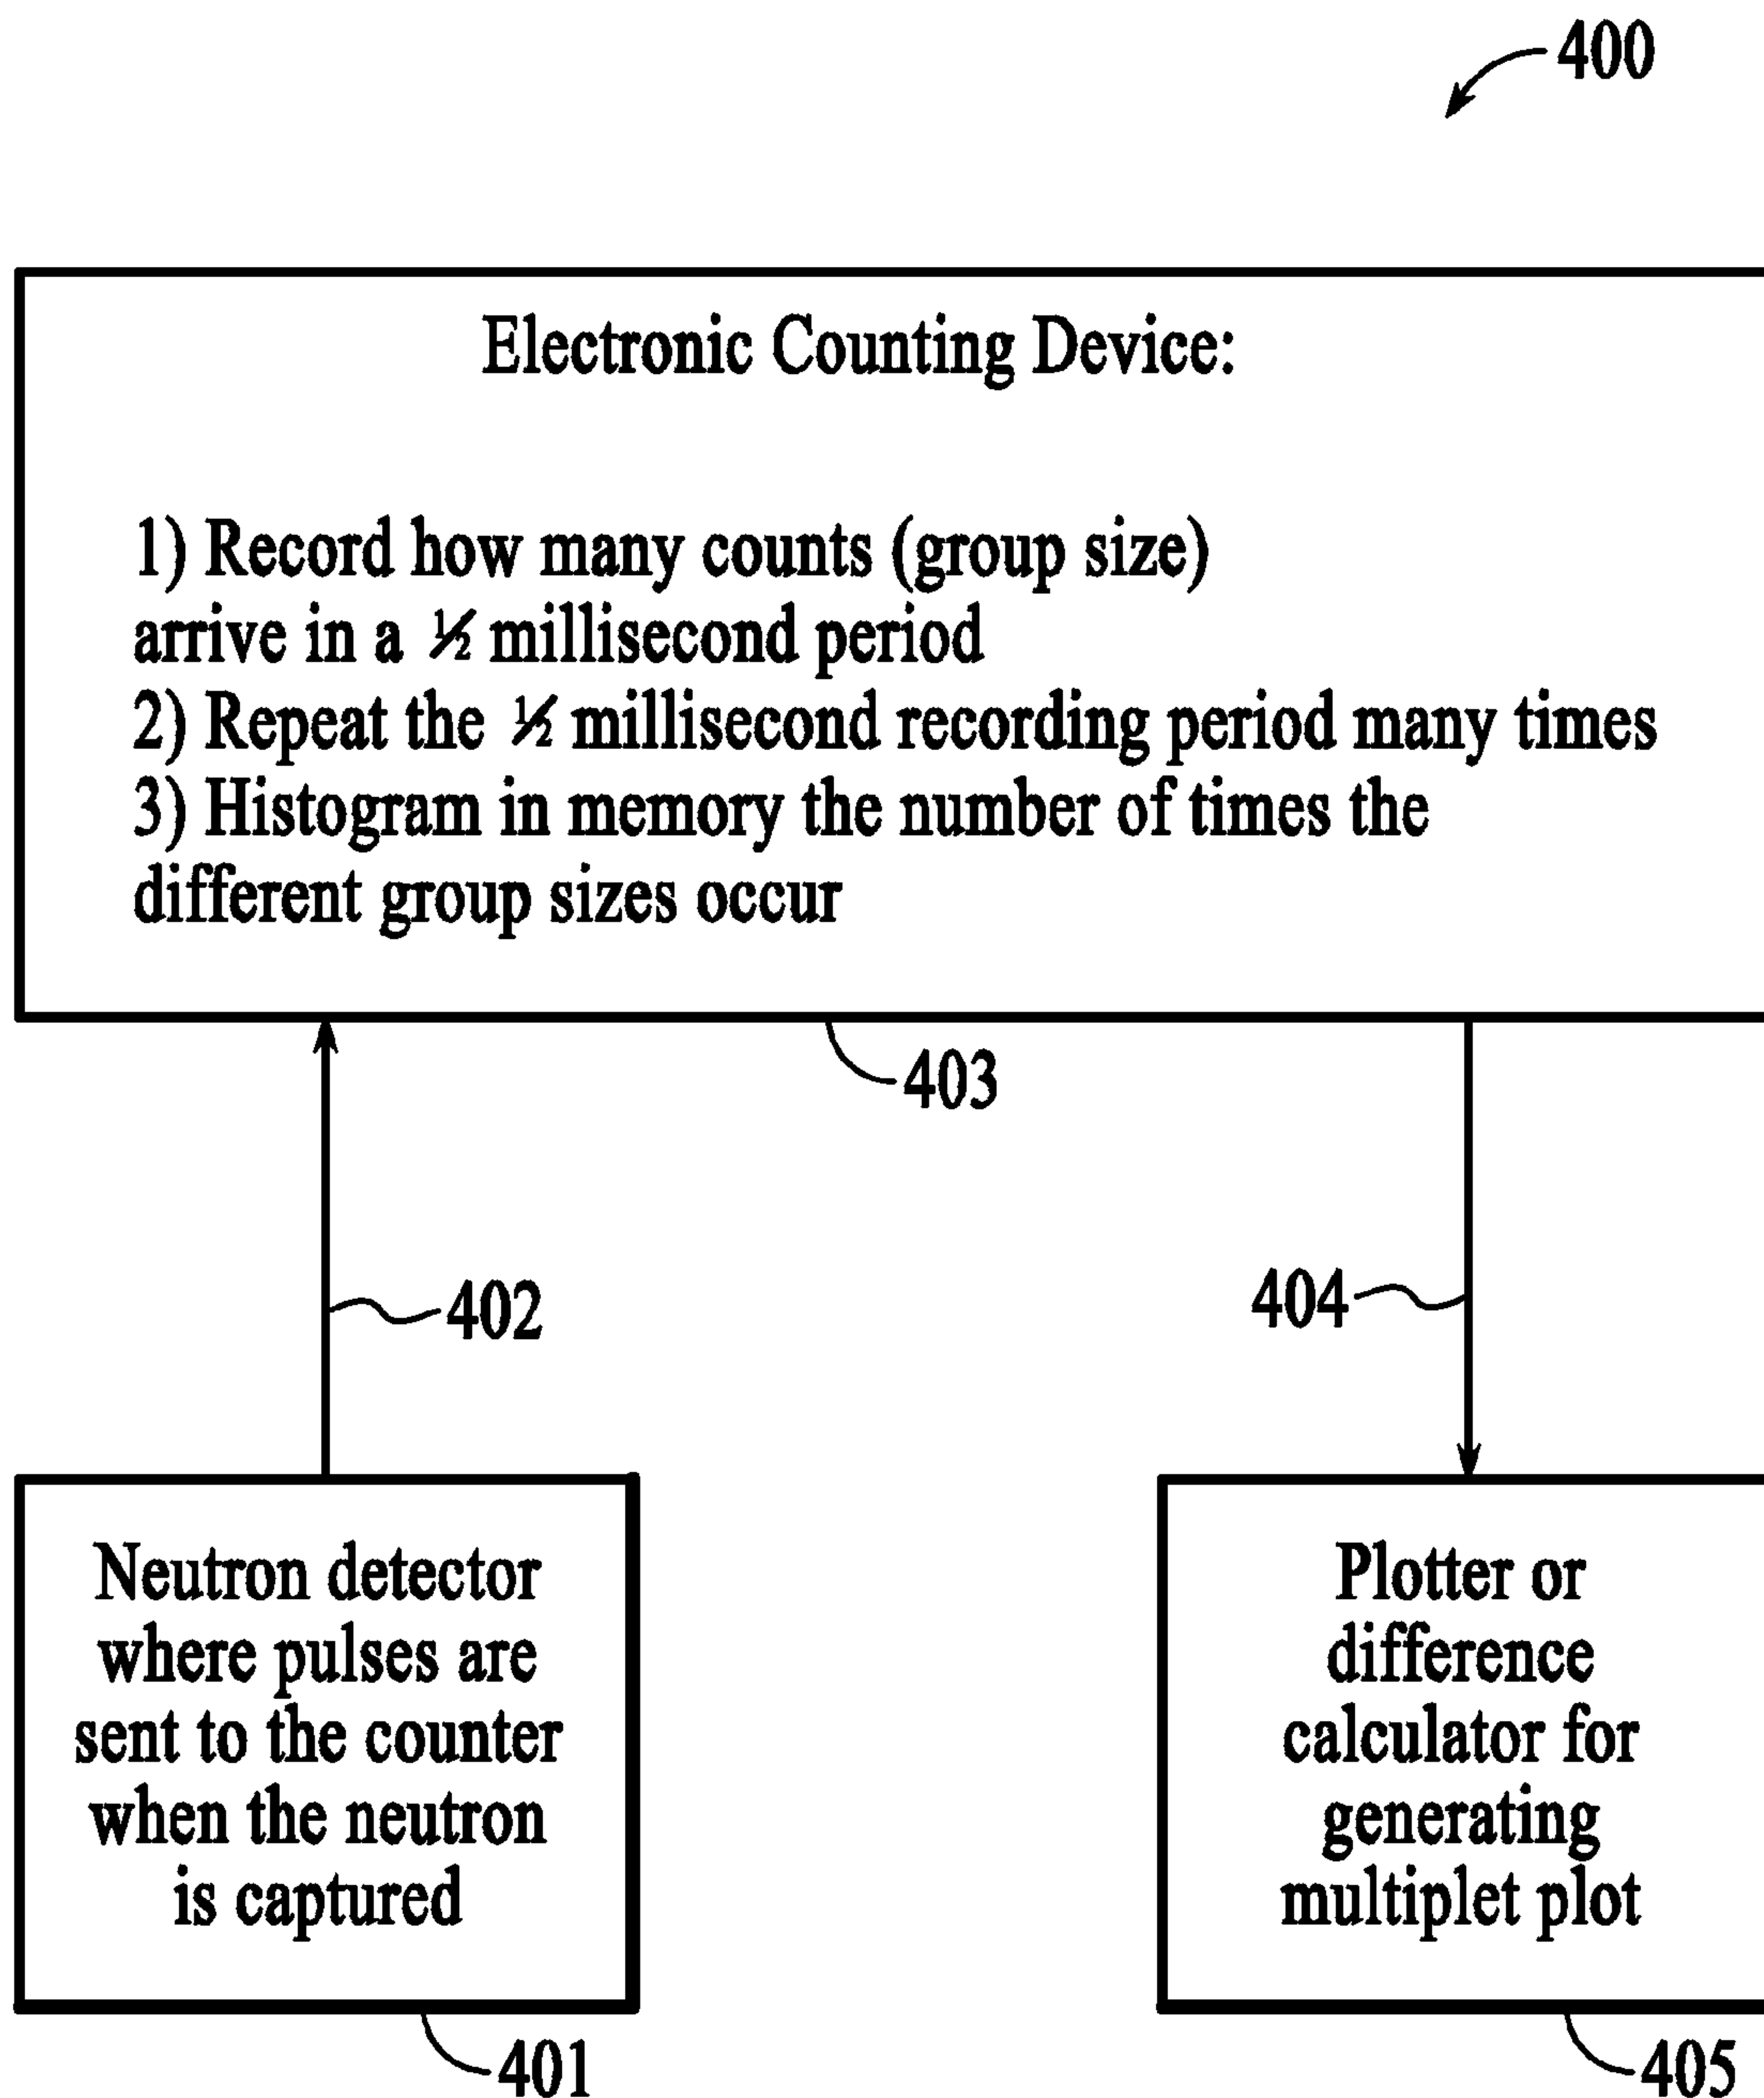 400
Electronic Counting Device:
1) Record how many counts (group size)
arrive in a ½ millisecond period
2) Repeat the ½ millisecond recording period many times
3) Histogram in memory the number of times the
different group sizes occur
403
402
404
Neutron detector
where pulses are
sent to the counter
when the neutron
is captured
401
Plotter or
difference
calculator for
generating
multiplet plot
405